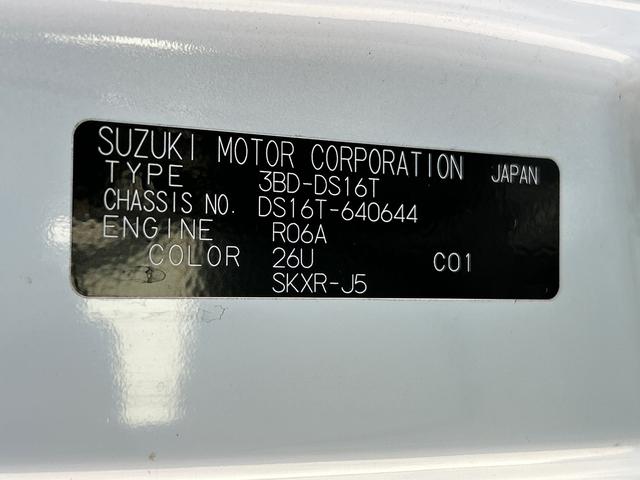 SUZUKI MOTOR CORPORATION JAPAN
TYPE 3BD-DS16T
CHASSIS NO. DS16T-640644
ENGINE R06A
COLOR 26U C01
SKXR-J5